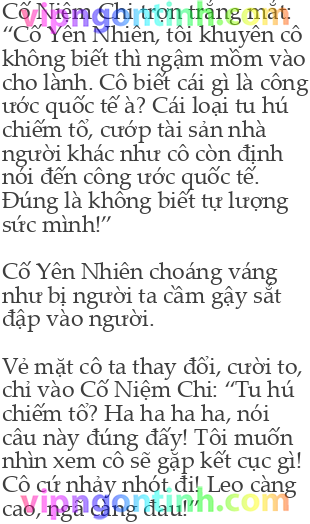 Cố Niệm Chi trợn trắng mắt:
“Cố Yên Nhiên, tôi khuyên cô
không biết thì ngậm mồm vào
cho lành. Cô biết cái gì là công
ước quốc tế à? Cái loại tu hú
chiếm tổ, cướp tài sản nhà
người khác như cô còn định
nói đến công ước quốc tế.
Đúng là không biết tự lượng
sức mình!”
Cố Yên Nhiên choáng váng
như bị người ta cầm gậy sắt
đập vào người.
Vẻ mặt cô ta thay đổi, cười to,
chỉ vào Cố Niệm Chi: “Tu hú
chiếm tổ? Ha ha ha ha, nói
câu này đúng đấy! Tôi muốn
nhìn xem cô sẽ gặp kết cục gì!
Cô cứ nhảy nhót đi! Leo càng
cao, ngã càng đau!”
vipngontinh.com
vipngontinh.com